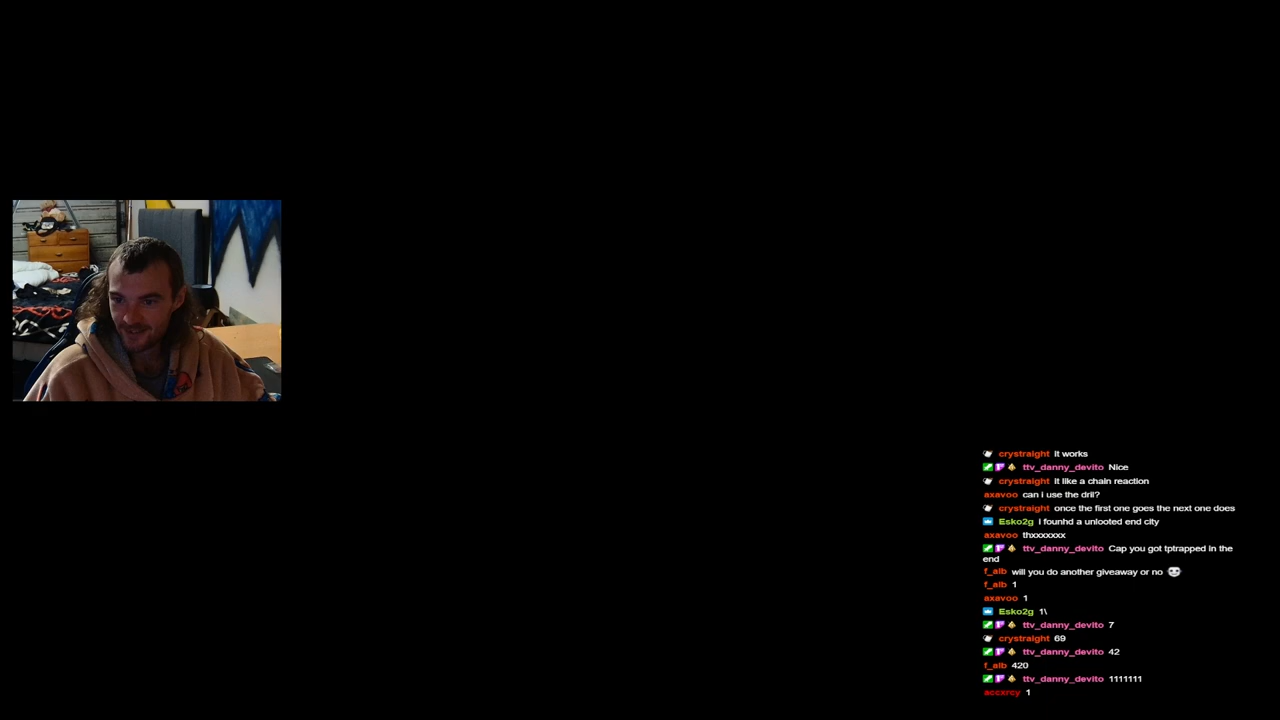 crystraight it works
ttv_danny_devito Nice
crystraight it like a chain reaction
axavoo can i use the dril?
crystraight once the first one goes the next one does
Esko2g i founhd a unlooted end city
axavoo thxxxxxxx
ttv_danny_devito Cap you got tptrapped in the
end
f_alb will you do another giveaway or no
f_alb 1
axavoo 1
Esko2g 1\
ttv_danny_devito 7
crystraight 69
ttv_danny_devito 42
f_alb 420
ttv_danny_devito 1111111
accxrcy 1